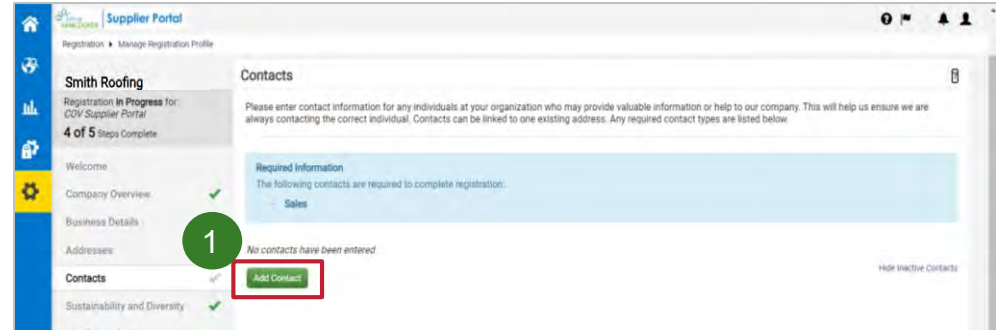 Supplier Portal
Registration ▸ Manage Registration Profile
Smith Roofing
Registration In Progress for:
COV Supplier Portal
4 of 5 Steps Complete
Welcome
Company Overview
Business Details
Addresses
Contacts
Sustainability and Diversity
1
Contacts
Please enter contact information for any individuals at your organization who may provide valuable information or help to our company. This will help us ensure we are
always contacting the correct individual. Contacts can be linked to one existing address. Any required contact types are listed below.
Required Information
The following contacts are required to complete registration:
Sales
No contacts have been entered
Add Contact
Hide Inactive Contacts